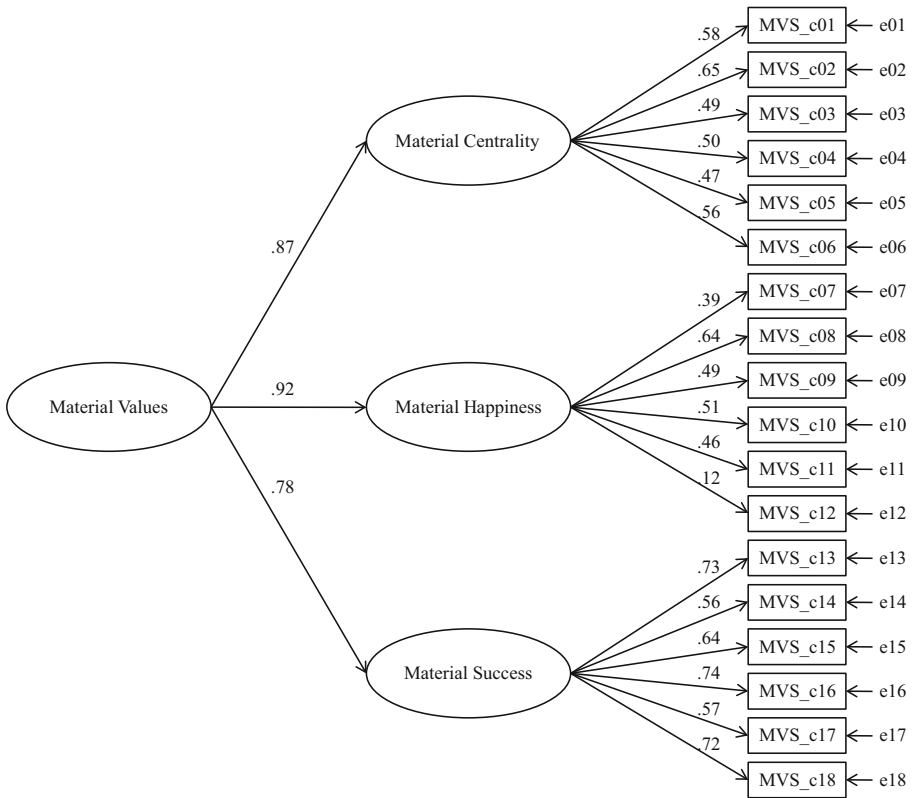 .58
MVS_c01
e01
.65
MVS_c02
e02
.49
MVS_c03
e03
Material Centrality
.50
MVS_c04
e04
.47
MVS_c05
e05
.56
MVS_c06
e06
.87
.39
MVS_c07
e07
.64
MVS_c08
e08
.49
MVS_c09
e09
Material Values
.92
Material Happiness
.51
MVS_c10
e10
.46
MVS_c11
e11
.12
MVS_c12
e12
.78
.73
MVS_c13
e13
.56
MVS_c14
e14
.64
MVS_c15
e15
Material Success
.74
MVS_c16
e16
.57
MVS_c17
e17
.72
MVS_c18
e18